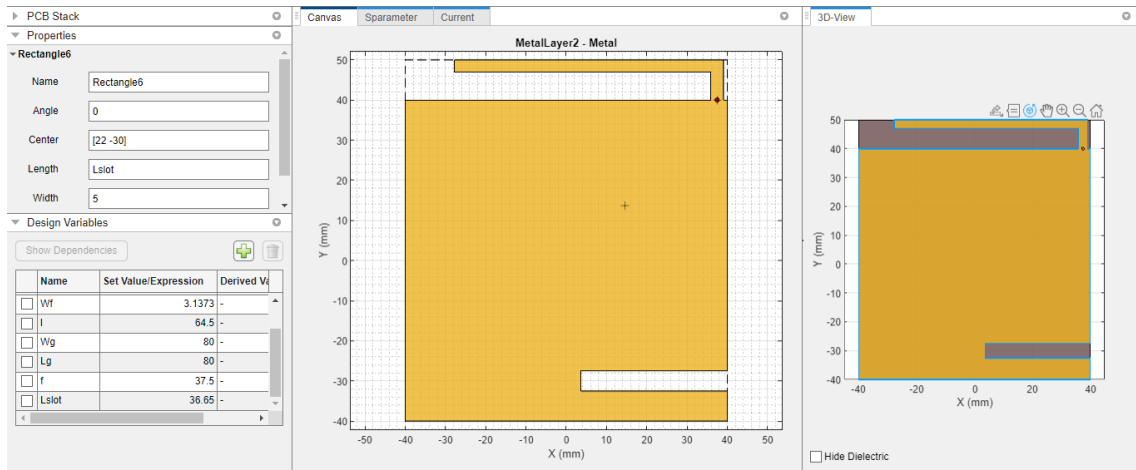 PCB Stack
Properties
Rectangle6
Name Rectangle6
Angle 0
Center [22 -30]
Length Lslot
Width 5
Design Variables
Show Dependencies
Name Set Value/Expression Derived Va
Wf 3.1373 -
l 64.5 -
Wg 80 -
Lg 80 -
f 37.5 -
Lslot 36.65 -
Canvas Sparameter Current
MetalLayer2 - Metal
50
40
30
20
10
0
-10
-20
-30
-40
Y (mm)
-50 -40 -30 -20 -10 0 10 20 30 40 50
X (mm)
3D-View
50
40
30
20
10
0
-10
-20
-30
-40
Y (mm)
-40 -20 0 20 40
X (mm)
Hide Dielectric